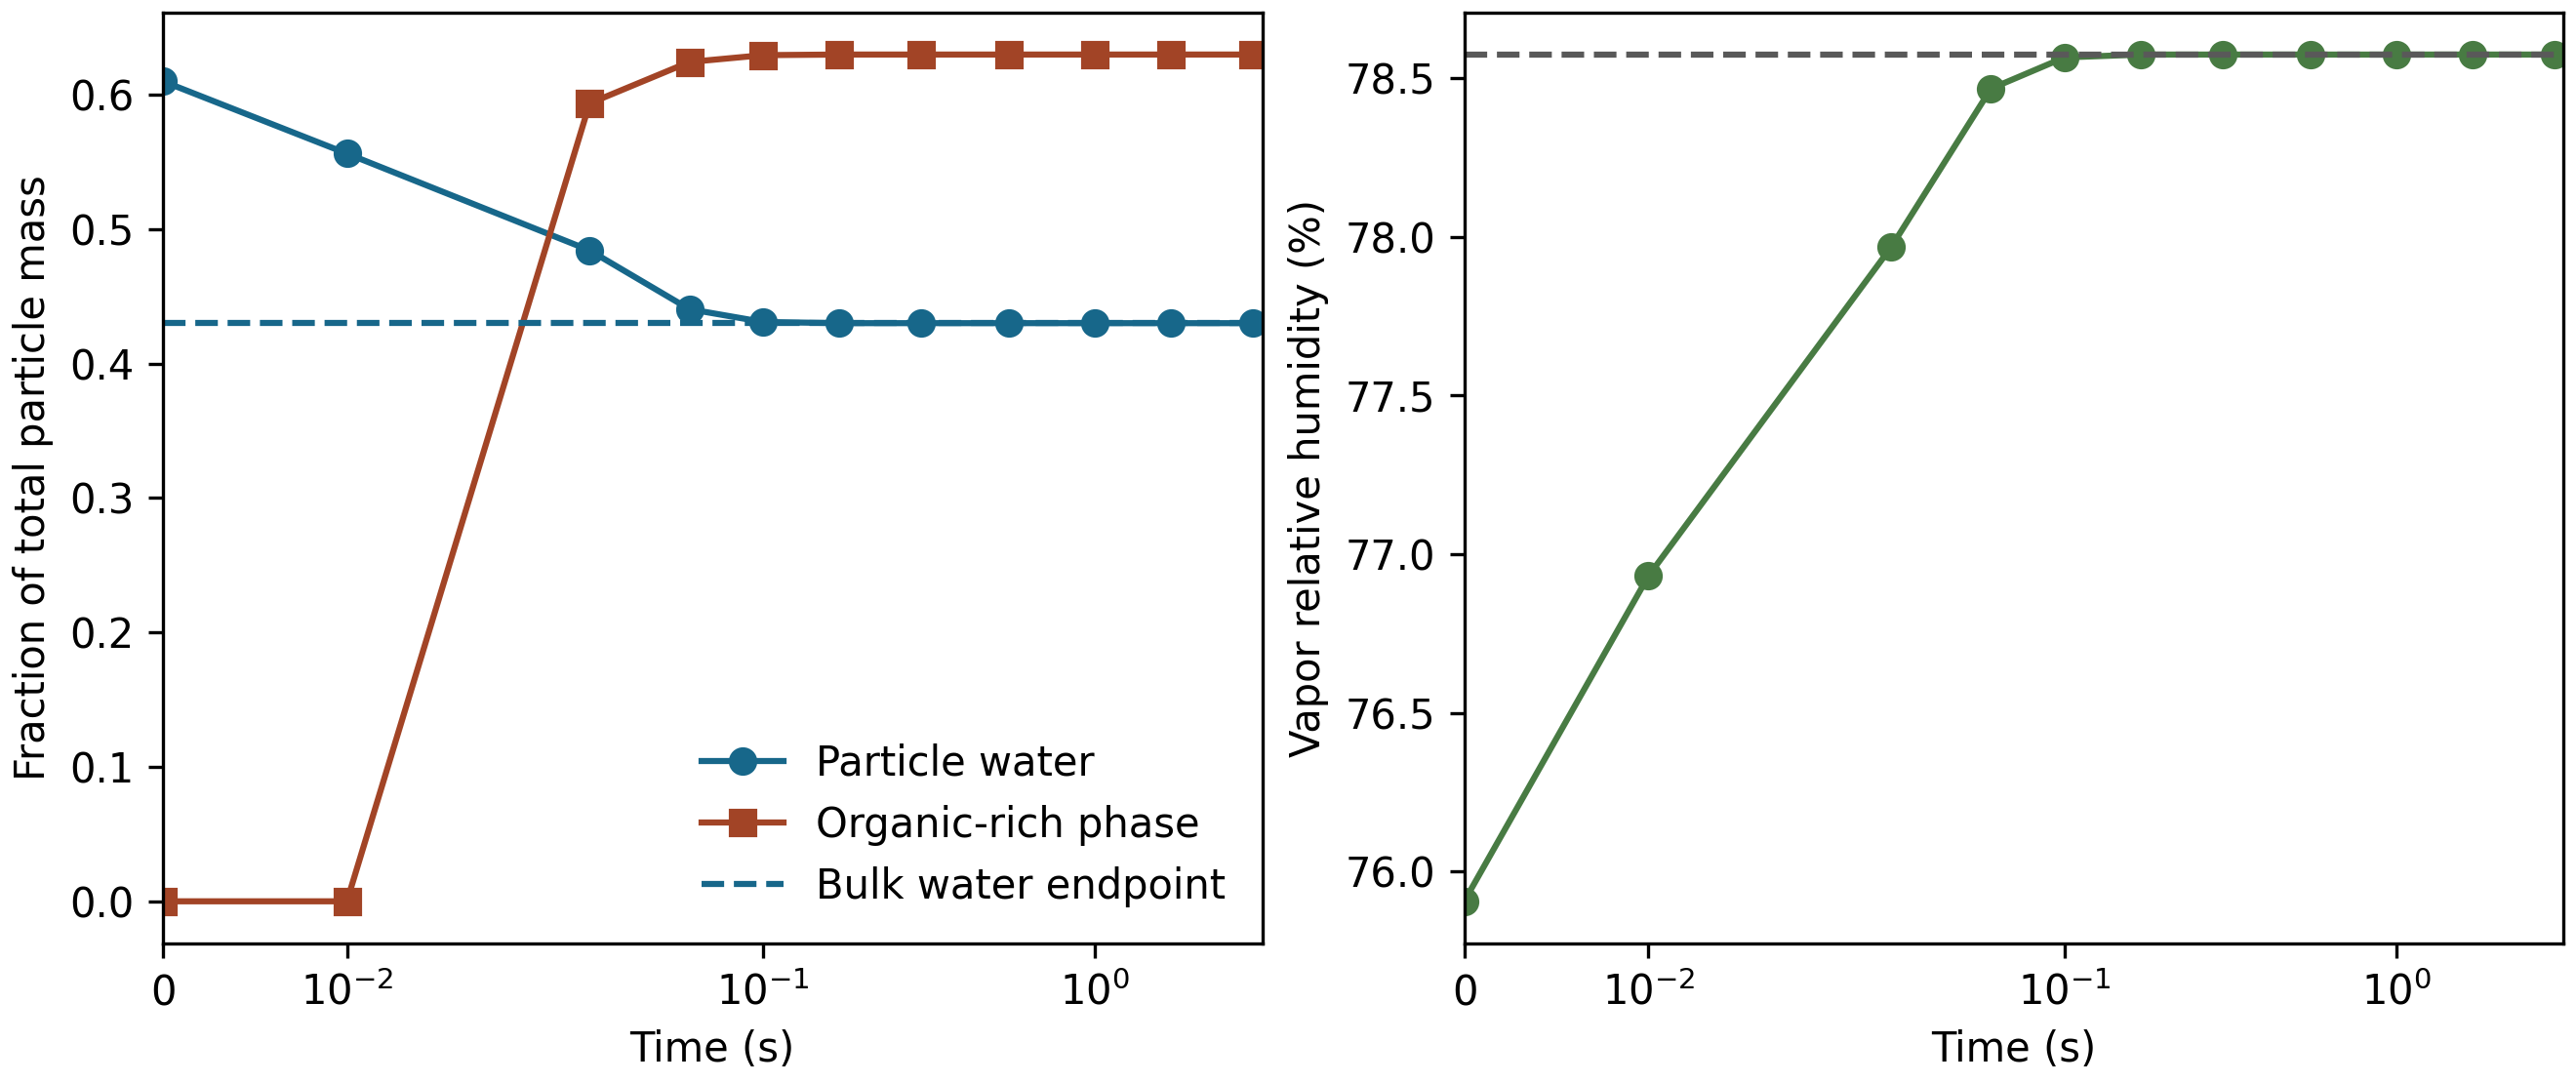 Fraction of total particle mass
0.6
0.5
0.4
0.3
0.2
0.1
0.0
Particle water
Organic-rich phase
Bulk water endpoint
0 10⁻² 10⁻¹ 10⁰
Time (s)
Vapor relative humidity (%)
78.5
78.0
77.5
77.0
76.5
76.0
0 10⁻² 10⁻¹ 10⁰
Time (s)